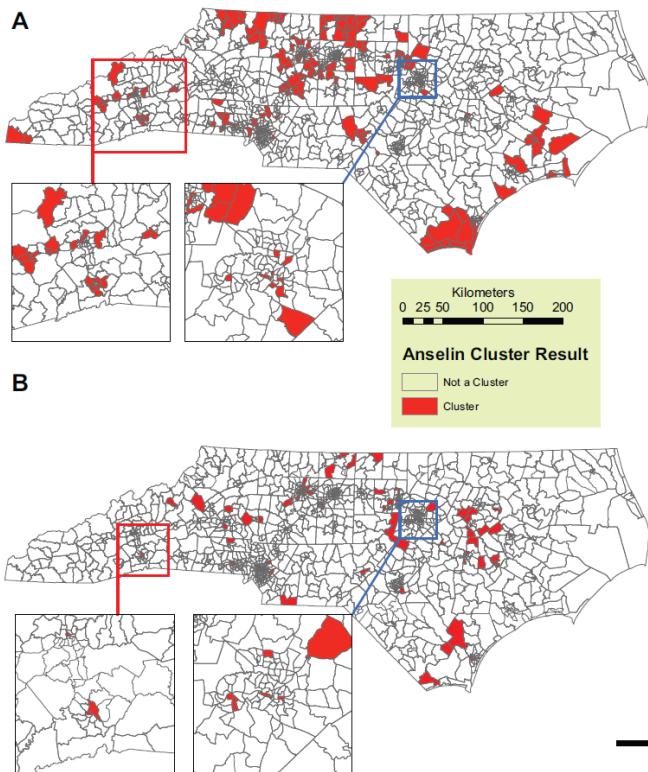 A
Kilometers
0 25 50 100 150 200
Anselin Cluster Result
Not a Cluster
Cluster
B